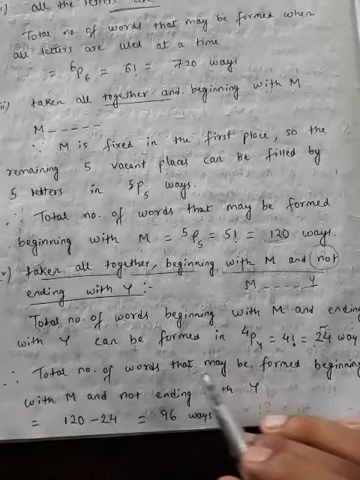 i) all the letters are
Total no. of words that may be formed when
all letters are used at a time
= 6P6 = 6! = 720 ways
iii) taken all together and beginning with M
M - - - - -
∴ M is fixed in the first place, so the
remaining 5 vacant places can be filled by
5 letters in 5P5 ways.
∴ Total no. of words that may be formed
beginning with M = 5P5 = 5! = 120 ways.
v) taken all together, beginning with M and not
ending with Y :-
M - - - - Y
Total no. of words beginning with M and ending
with Y can be formed in 4P4 = 4! = 24 way
∴ Total no. of words that may be formed beginning
with M and not ending with Y
= 120 - 24 = 96 ways